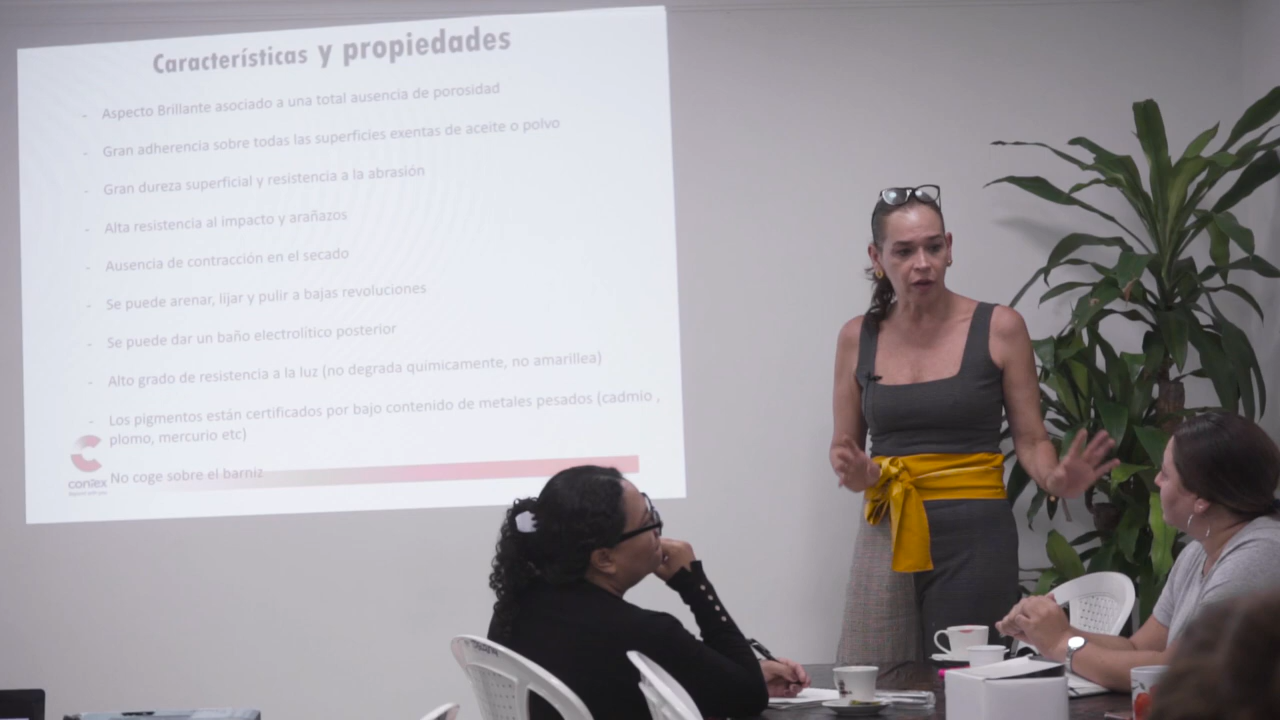 Características y propiedades
- Aspecto Brillante asociado a una total ausencia de porosidad
- Gran adherencia sobre todas las superficies exentas de aceite o polvo
- Gran dureza superficial y resistencia a la abrasión
- Alta resistencia al impacto y arañazos
- Ausencia de contracción en el secado
- Se puede arenar, lijar y pulir a bajas revoluciones
- Se puede dar un baño electrolítico posterior
- Alto grado de resistencia a la luz (no degrada químicamente, no amarillea)
- Los pigmentos están certificados por bajo contenido de metales pesados (cadmio ,
plomo, mercurio etc)
No coge sobre el barniz